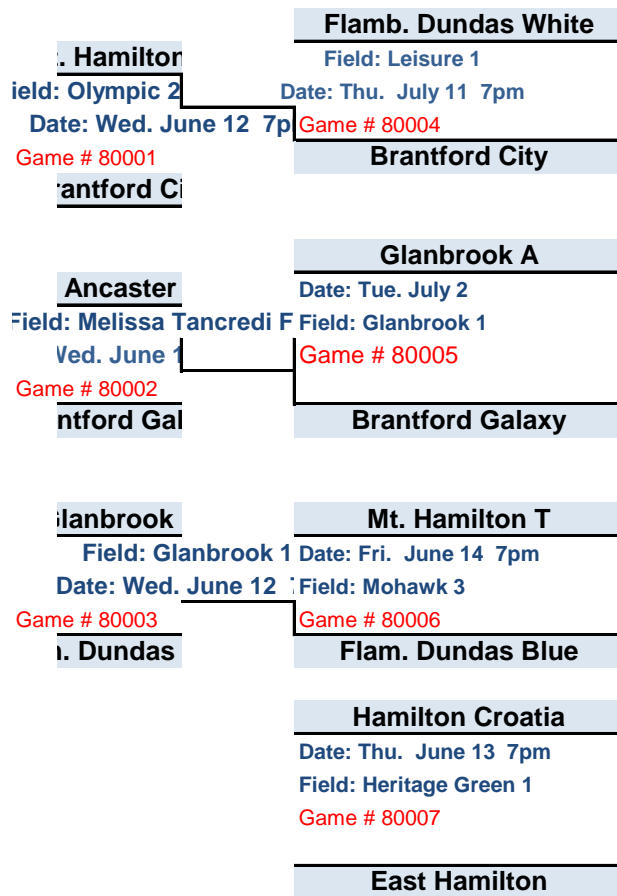 . Hamilton
ield: Olympic 2
Date: Wed. June 12 7p
Game # 80001
rantford Ci
Ancaster
Field: Melissa Tancredi F
Wed. June 1
Game # 80002
ntford Gal
lanbrook
Field: Glanbrook 1
Date: Wed. June 12
Game # 80003
. Dundas
Flamb. Dundas White
Field: Leisure 1
Date: Thu. July 11 7pm
Game # 80004
Brantford City
Glanbrook A
Date: Tue. July 2
Field: Glanbrook 1
Game # 80005
Brantford Galaxy
Mt. Hamilton T
Date: Fri. June 14 7pm
Field: Mohawk 3
Game # 80006
Flam. Dundas Blue
Hamilton Croatia
Date: Thu. June 13 7pm
Field: Heritage Green 1
Game # 80007
East Hamilton